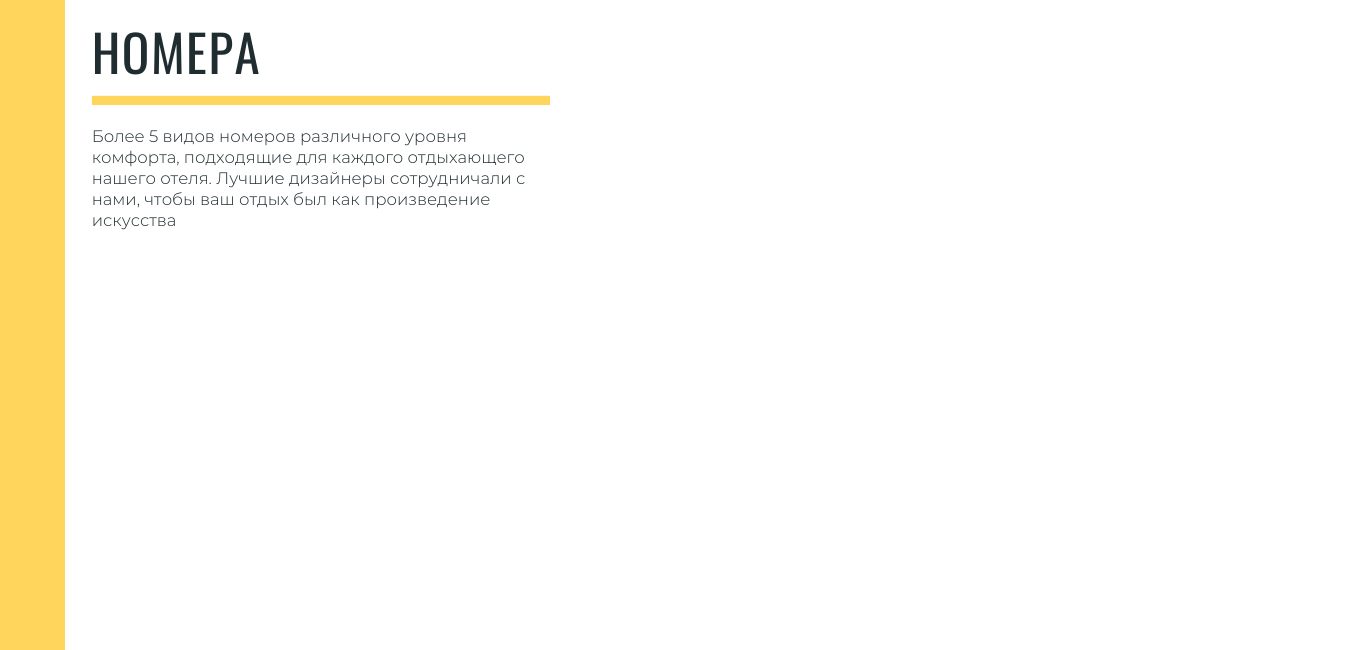 НОМЕРА
Более 5 видов номеров различного уровня
комфорта, подходящие для каждого отдыхающего
нашего отеля. Лучшие дизайнеры сотрудничали с
нами, чтобы ваш отдых был как произведение
искусства